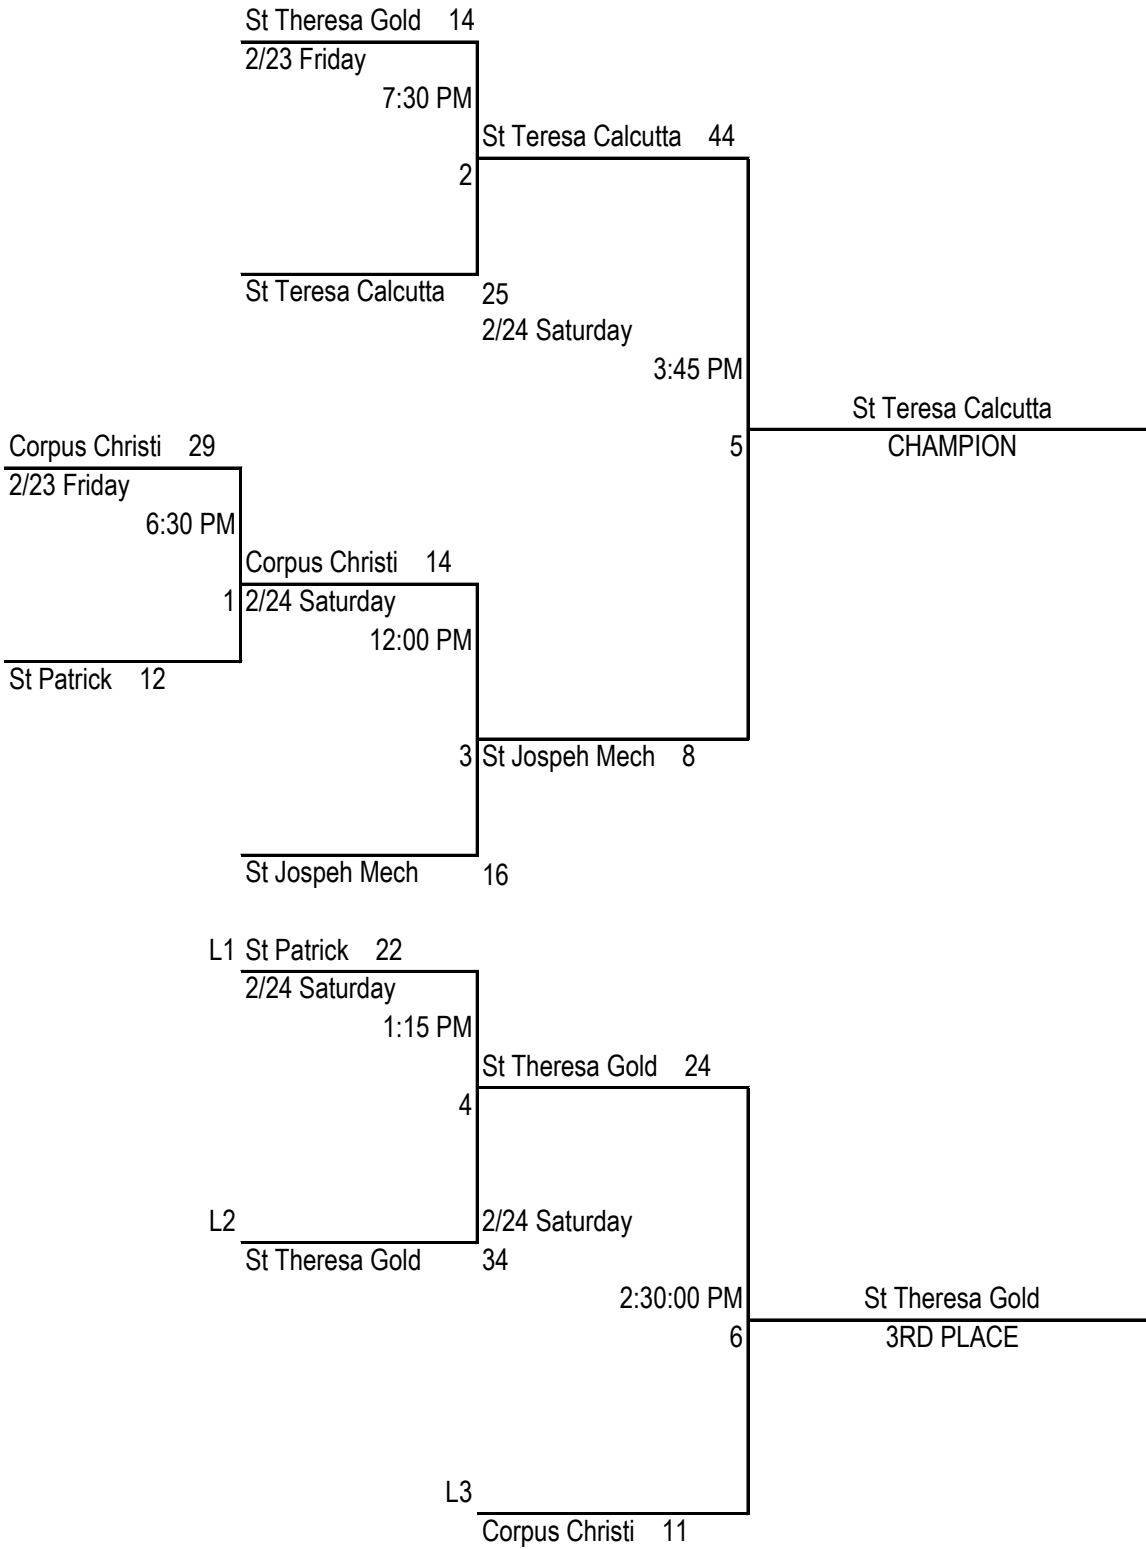 St Theresa Gold 14
2/23 Friday
7:30 PM
St Teresa Calcutta 44
2
St Teresa Calcutta 25
2/24 Saturday
3:45 PM
St Teresa Calcutta
5 CHAMPION
Corpus Christi 29
2/23 Friday
6:30 PM
Corpus Christi 14
1 2/24 Saturday
12:00 PM
St Patrick 12
3 St Jospeh Mech 8
St Jospeh Mech 16
L1 St Patrick 22
2/24 Saturday
1:15 PM
St Theresa Gold 24
4
L2 2/24 Saturday
St Theresa Gold 34
2:30:00 PM St Theresa Gold
6 3RD PLACE
L3
Corpus Christi 11